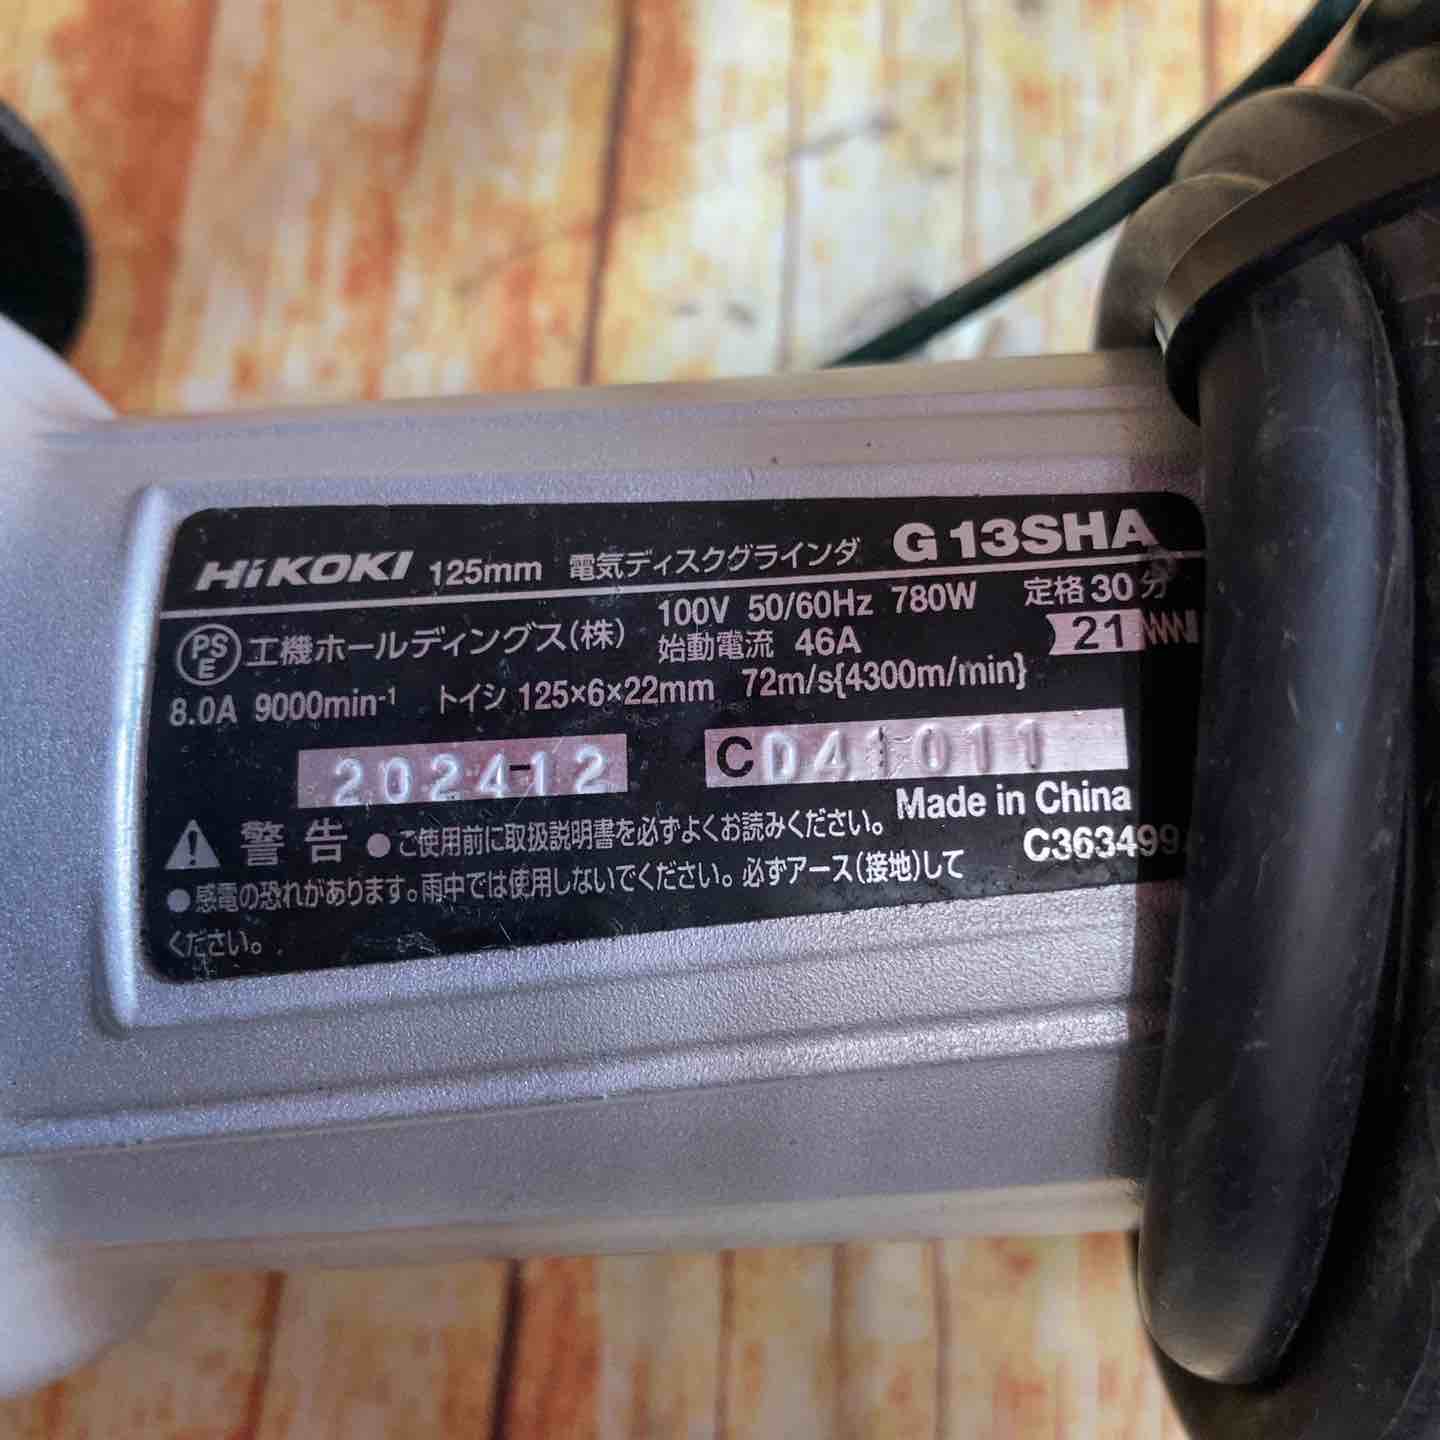 HiKOKI 125mm 電気ディスクグラインダ G 13SHA
PSE 工機ホールディングス(株) 100V 50/60Hz 780W 定格 30 分
始動電流 46A 21
8.0A 9000min-1 トイシ 125×6×22mm 72m/s{4300m/min}
2024-12 CD41011
Made in China
警告 ●ご使用前に取扱説明書を必ずよくお読みください。
C363499
●感電の恐れがあります。雨中では使用しないでください。必ずアース(接地)して
ください。